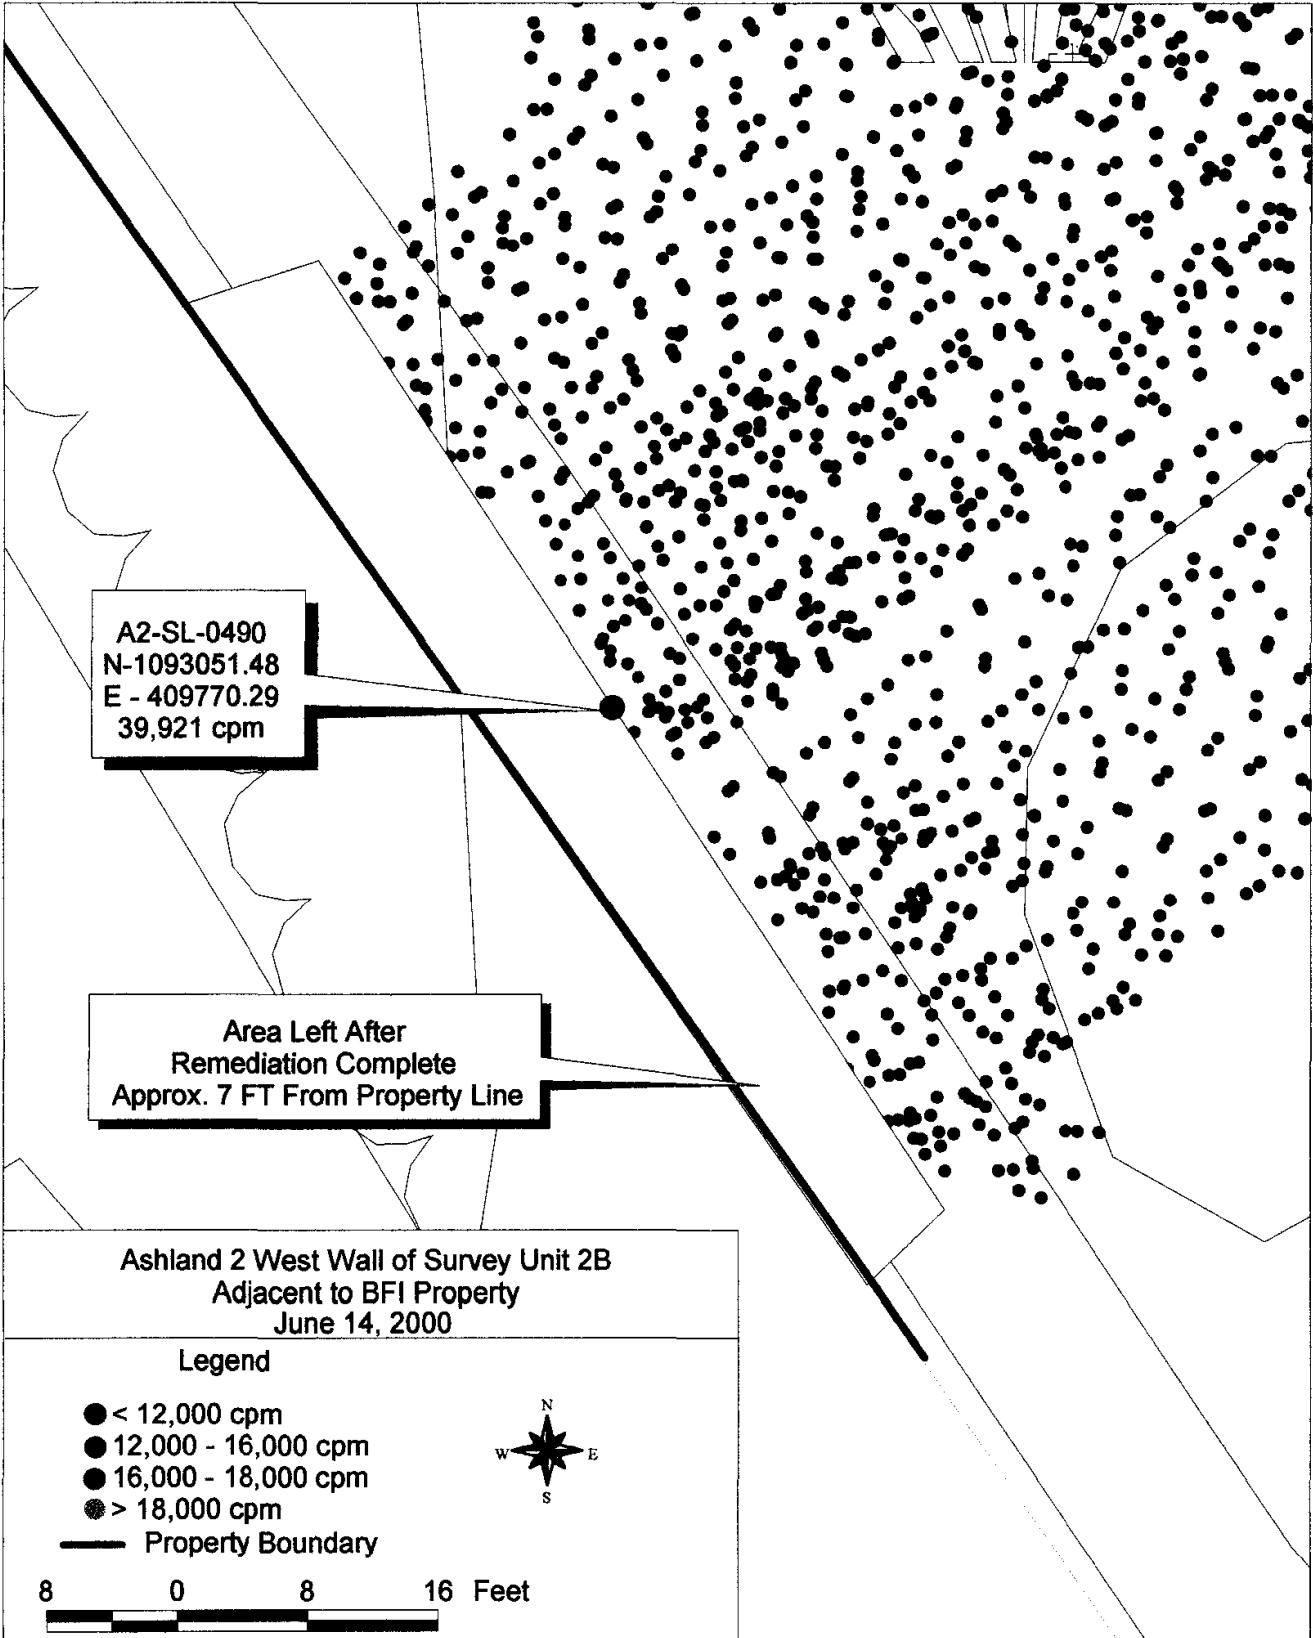 A2-SL-0490
N-1093051.48
E - 409770.29
39,921 cpm
Area Left After
Remediation Complete
Approx. 7 FT From Property Line
Ashland 2 West Wall of Survey Unit 2B
Adjacent to BFI Property
June 14, 2000
Legend
< 12,000 cpm
12,000 - 16,000 cpm
16,000 - 18,000 cpm
> 18,000 cpm
Property Boundary
N
W E
S
8 0 8 16 Feet